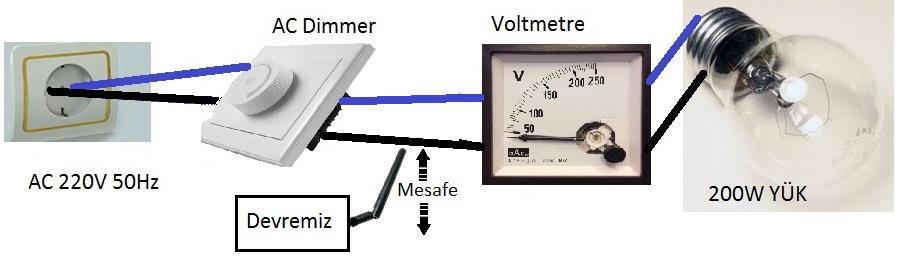 AC Dimmer
Voltmetre
V
50
100
150
200
250
AC 220V 50Hz
Mesafe
Devremiz
200W YÜK